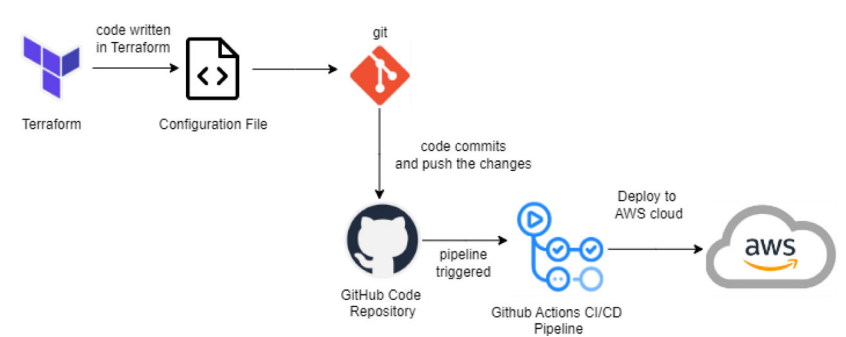 code written
in Terraform
Terraform
Configuration File
git
code commits
and push the changes
GitHub Code
Repository
pipeline
triggered
Github Actions CI/CD
Pipeline
Deploy to
AWS cloud
aws